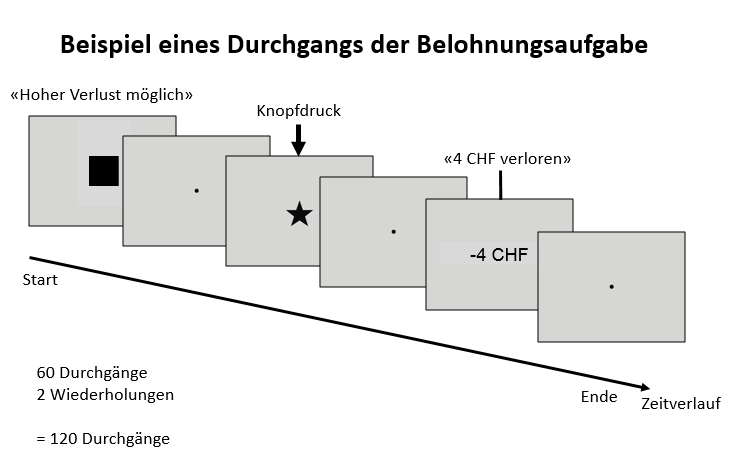 Beispiel eines Durchgangs der Belohnungsaufgabe
«Hoher Verlust möglich»
Knopfdruck
«4 CHF verloren»
-4 CHF
Start
60 Durchgänge
2 Wiederholungen
= 120 Durchgänge
Ende
Zeitverlauf